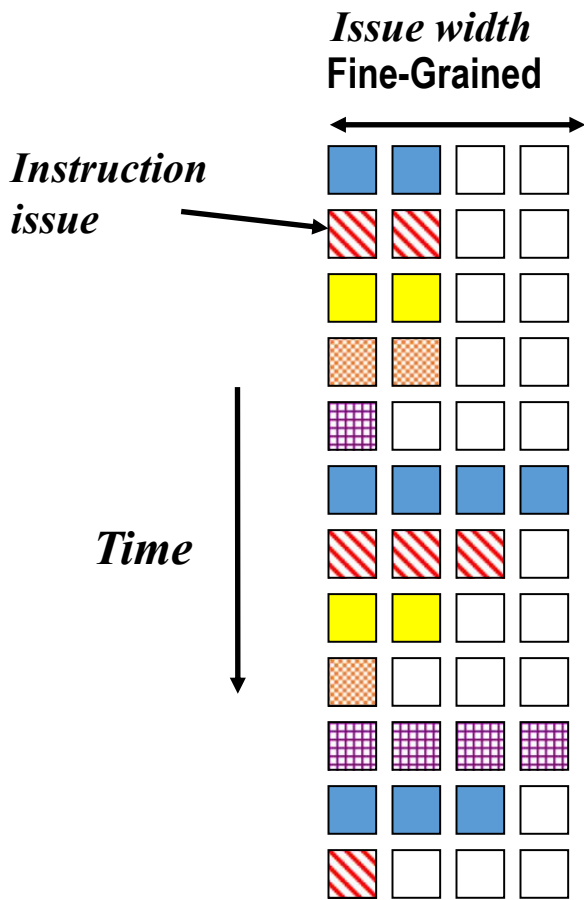 Issue width
Fine-Grained
Instruction
issue
Time